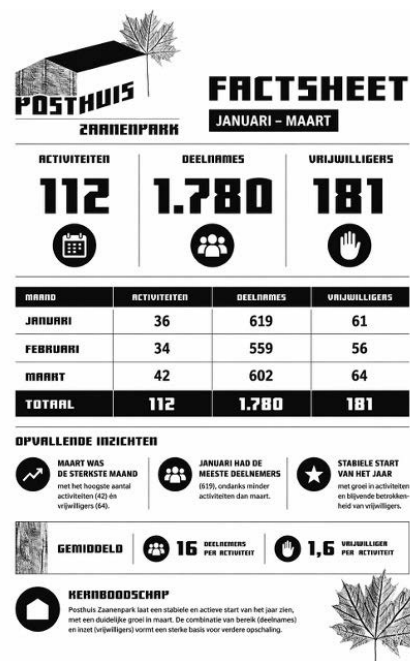 POSTHUIS
ZAANENPARK
FACTSHEET
JANUARI – MAART
ACTIVITEITEN
112
DEELNAMES
1.780
VRIJWILLIGERS
181
MAAND ACTIVITEITEN DEELNAMES VRIJWILLIGERS
JANUARI 36 619 61
FEBRUARI 34 559 56
MAART 42 602 64
TOTAAL 112 1.780 181
OPVALLENDE INZICHTEN
MAART WAS
DE STERKSTE MAAND
met het hoogste aantal
activiteiten (42) én
vrijwilligers (64).
JANUARI HAD DE
MEESTE DEELNEMERS
(619), ondanks minder
activiteiten dan maart.
STABIELE START
VAN HET JAAR
met groei in activiteiten
en blijvende betrokken-
heid van vrijwilligers.
GEMIDDELD
16 DEELNEMERS
PER ACTIVITEIT
1,6 VRIJWILLIGER
PER ACTIVITEIT
KERNBOODSCHAP
Posthuis Zaanenpark laat een stabiele en actieve start van het jaar zien,
met een duidelijke groei in maart. De combinatie van bereik (deelnames)
en inzet (vrijwilligers) vormt een sterke basis voor verdere opschaling.